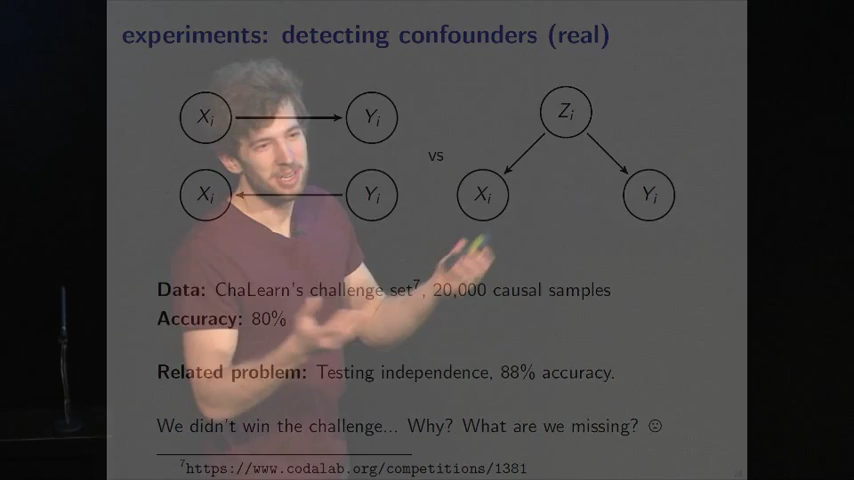 experiments: detecting confounders (real)
Xi Yi
Zi
vs
Xi Yi Xi Yi
Data: ChaLearn's challenge set7, 20,000 causal samples
Accuracy: 80%
Related problem: Testing independence, 88% accuracy.
We didn't win the challenge... Why? What are we missing? ☹
7https://www.codalab.org/competitions/1381